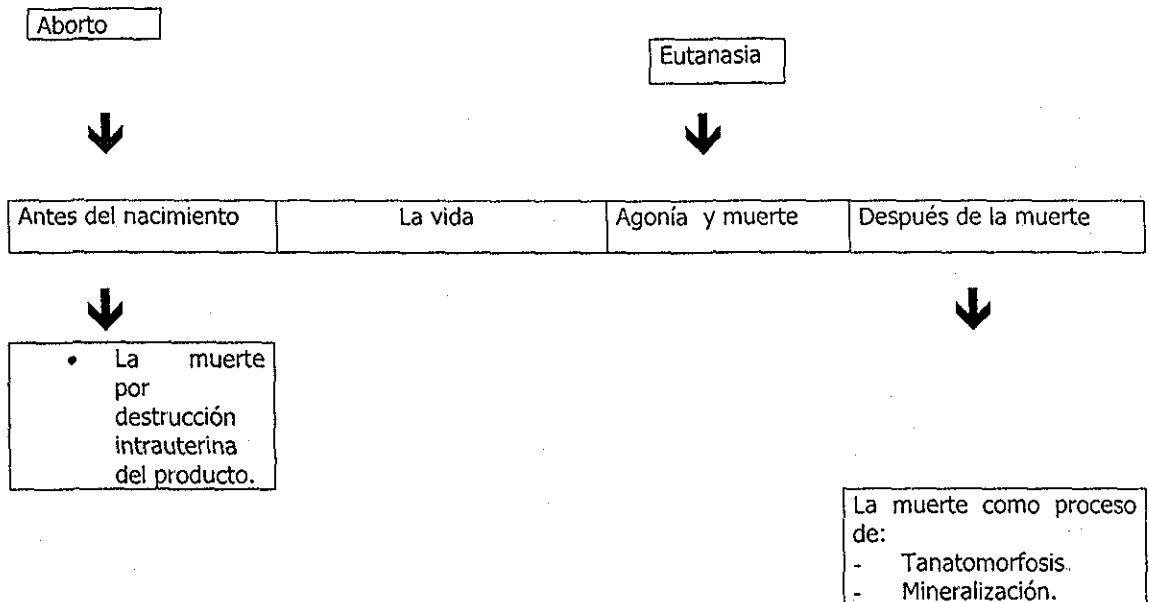 Aborto
Eutanasia
Antes del nacimiento
La vida
Agonía y muerte
Después de la muerte
• La muerte
por
destrucción
intrauterina
del producto.
La muerte como proceso
de:
- Tanatomorfosis.
- Mineralización.